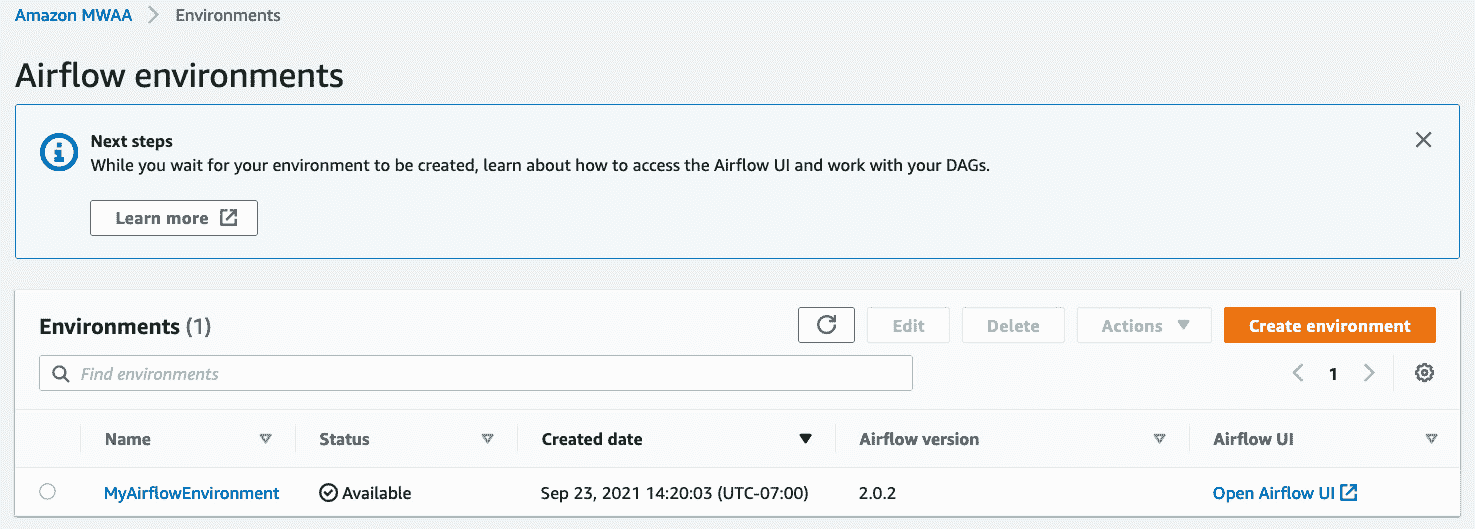 Amazon MWAA > Environments
Airflow environments
Next steps
While you wait for your environment to be created, learn about how to access the Airflow UI and work with your DAGs.
Learn more
Environments (1)
Edit
Delete
Actions
Create environment
Find environments
1
Name
Status
Created date
Airflow version
Airflow UI
MyAirflowEnvironment
Available
Sep 23, 2021 14:20:03 (UTC-07:00)
2.0.2
Open Airflow UI